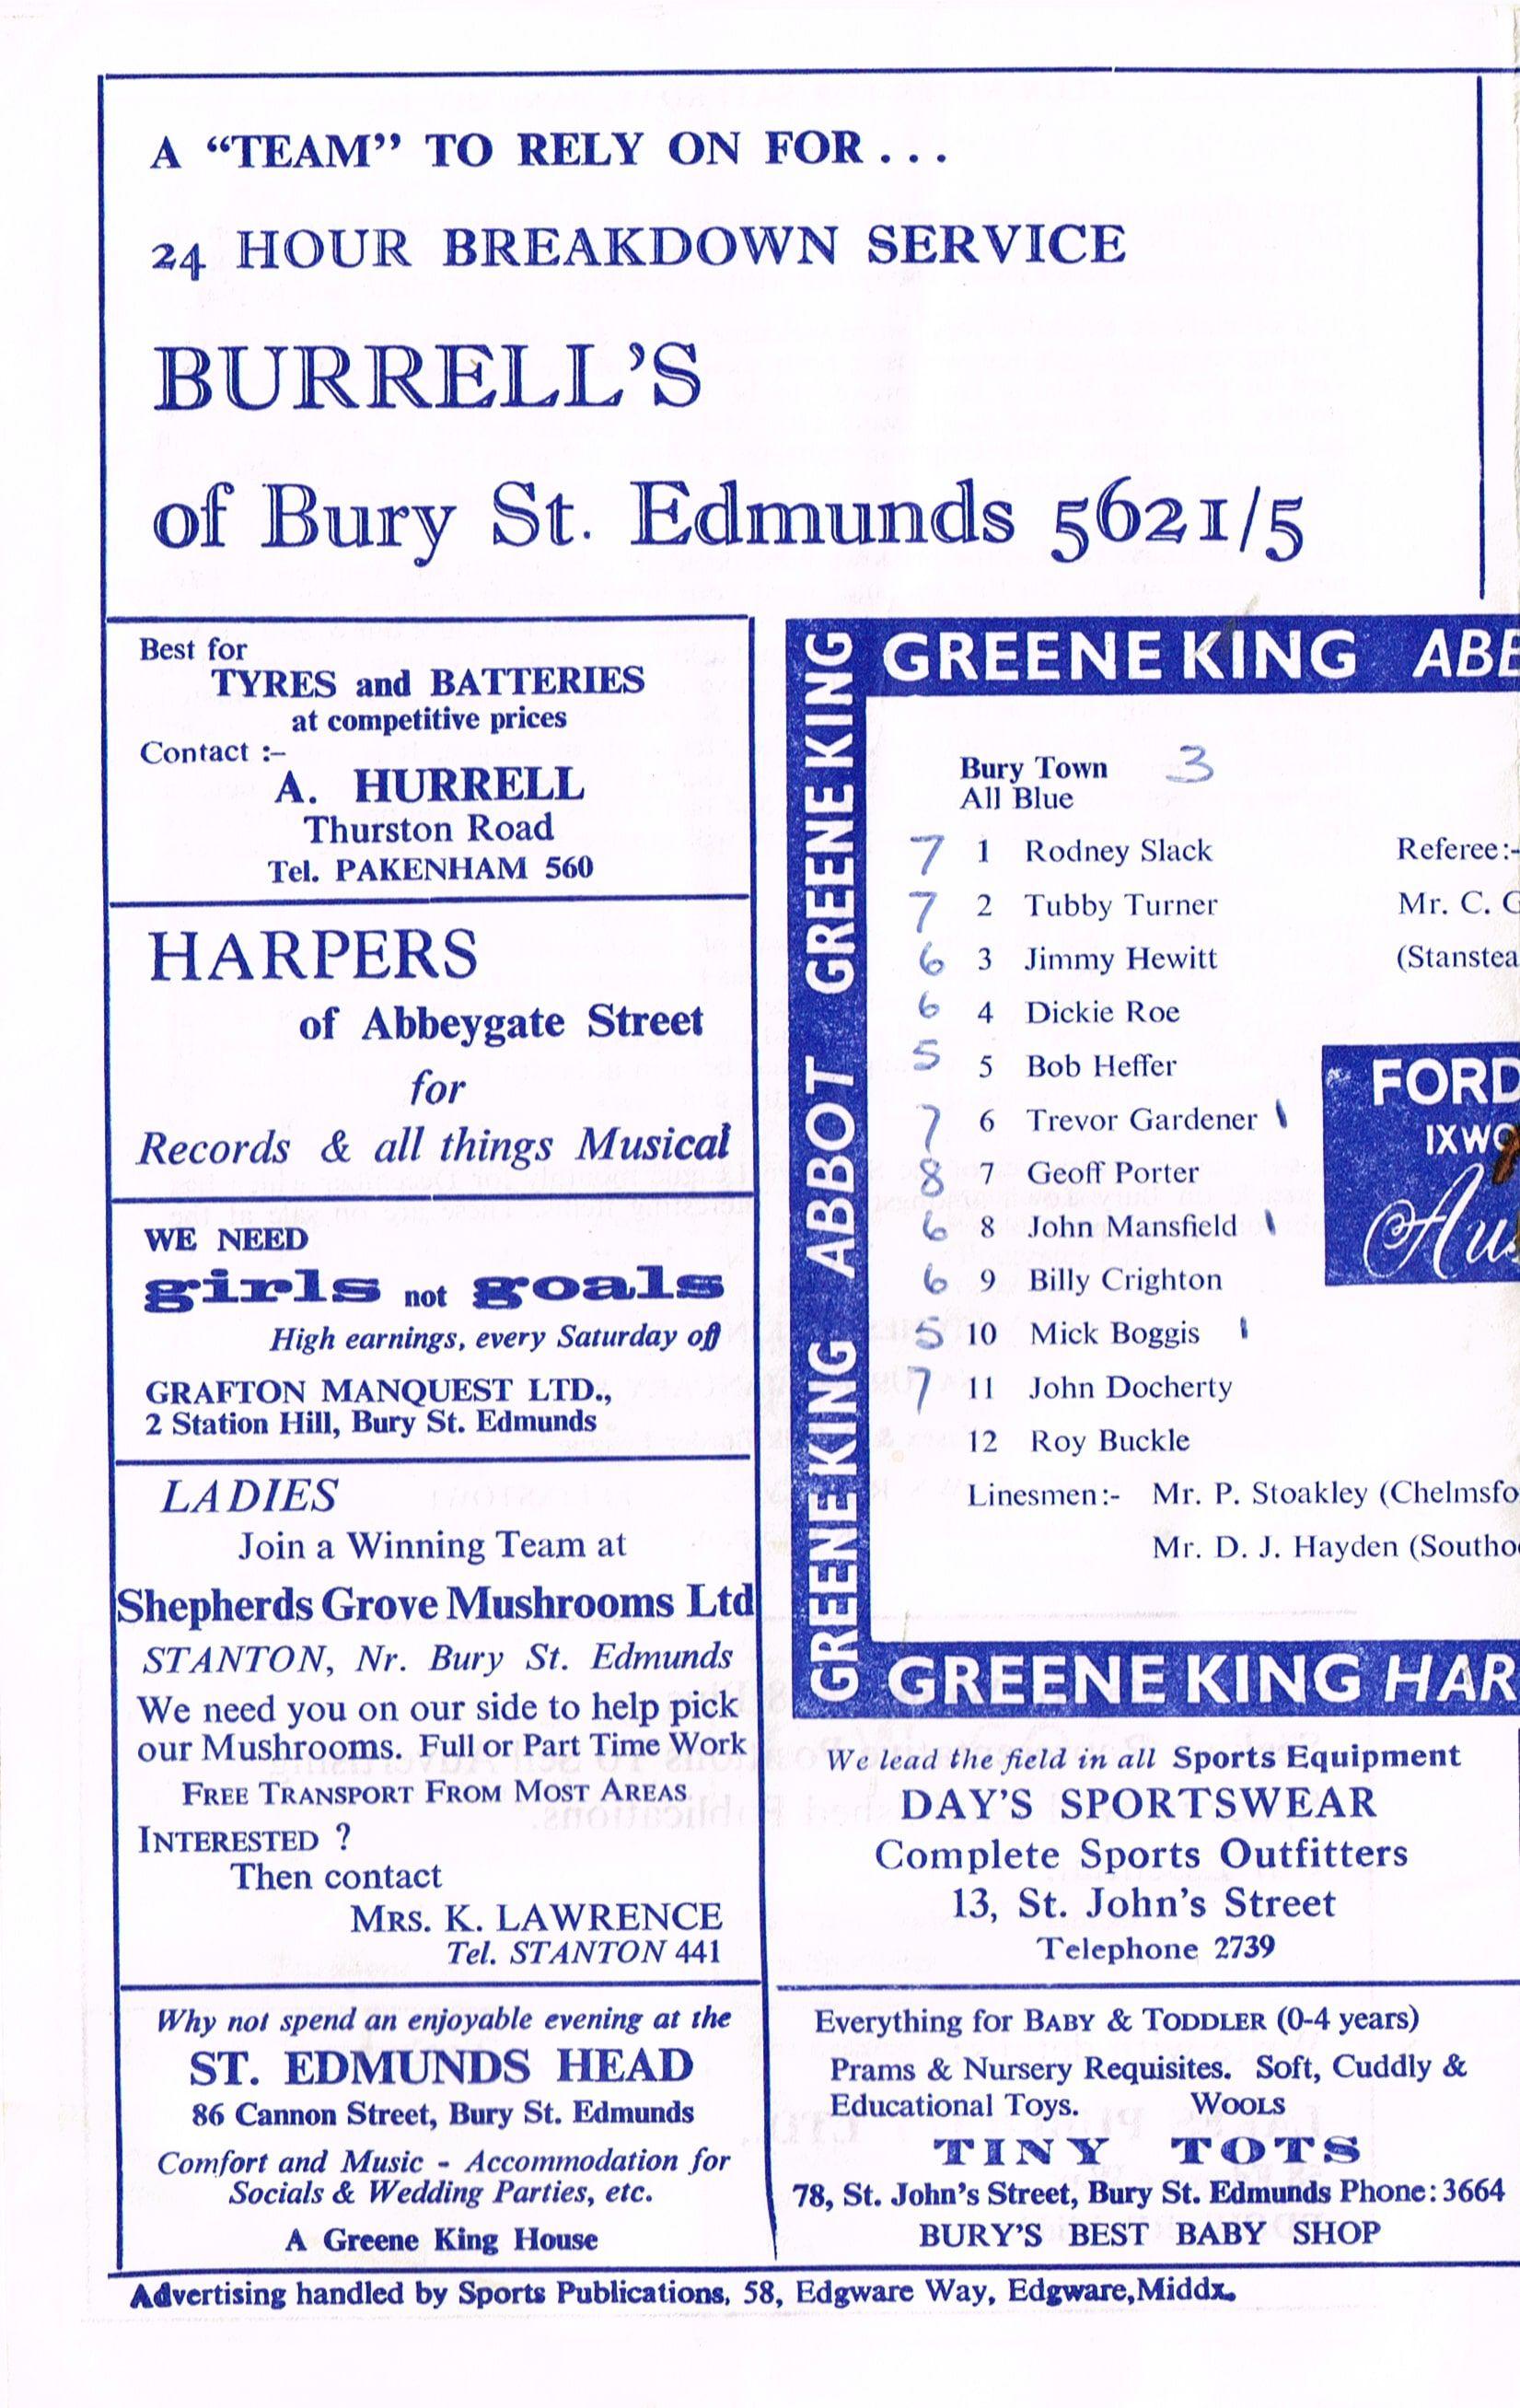 A “TEAM” TO RELY ON FOR . . .
24 HOUR BREAKDOWN SERVICE
BURRELL’S
of Bury St. Edmunds 5621/5
Best for
TYRES and BATTERIES
at competitive prices
Contact :–
A. HURRELL
Thurston Road
Tel. PAKENHAM 560
HARPERS
of Abbeygate Street
for
Records & all things Musical
WE NEED
girls not goals
High earnings, every Saturday off
GRAFTON MANQUEST LTD.,
2 Station Hill, Bury St. Edmunds
LADIES
Join a Winning Team at
Shepherds Grove Mushrooms Ltd
STANTON, Nr. Bury St. Edmunds
We need you on our side to help pick
our Mushrooms. Full or Part Time Work
FREE TRANSPORT FROM MOST AREAS
INTERESTED ?
Then contact
MRS. K. LAWRENCE
Tel. STANTON 441
Why not spend an enjoyable evening at the
ST. EDMUNDS HEAD
86 Cannon Street, Bury St. Edmunds
Comfort and Music - Accommodation for
Socials & Wedding Parties, etc.
A Greene King House
GREENE KING ABBOT GREENE KING
GREENE KING ABB
Bury Town 3
All Blue
7 1 Rodney Slack
7 2 Tubby Turner
6 3 Jimmy Hewitt
6 4 Dickie Roe
5 5 Bob Heffer
7 6 Trevor Gardener
8 7 Geoff Porter
6 8 John Mansfield
6 9 Billy Crighton
5 10 Mick Boggis
7 11 John Docherty
12 Roy Buckle
Referee:-
Mr. C. G
(Stanstea
FORD
IXWO
Aus
Linesmen:- Mr. P. Stoakley (Chelmsfo
Mr. D. J. Hayden (Southo
GREENE KING HAR
We lead the field in all Sports Equipment
DAY’S SPORTSWEAR
Complete Sports Outfitters
13, St. John’s Street
Telephone 2739
Everything for BABY & TODDLER (0-4 years)
Prams & Nursery Requisites. Soft, Cuddly &
Educational Toys. WOOLS
TINY TOTS
78, St. John’s Street, Bury St. Edmunds Phone: 3664
BURY’S BEST BABY SHOP
Advertising handled by Sports Publications, 58, Edgware Way, Edgware, Middx.